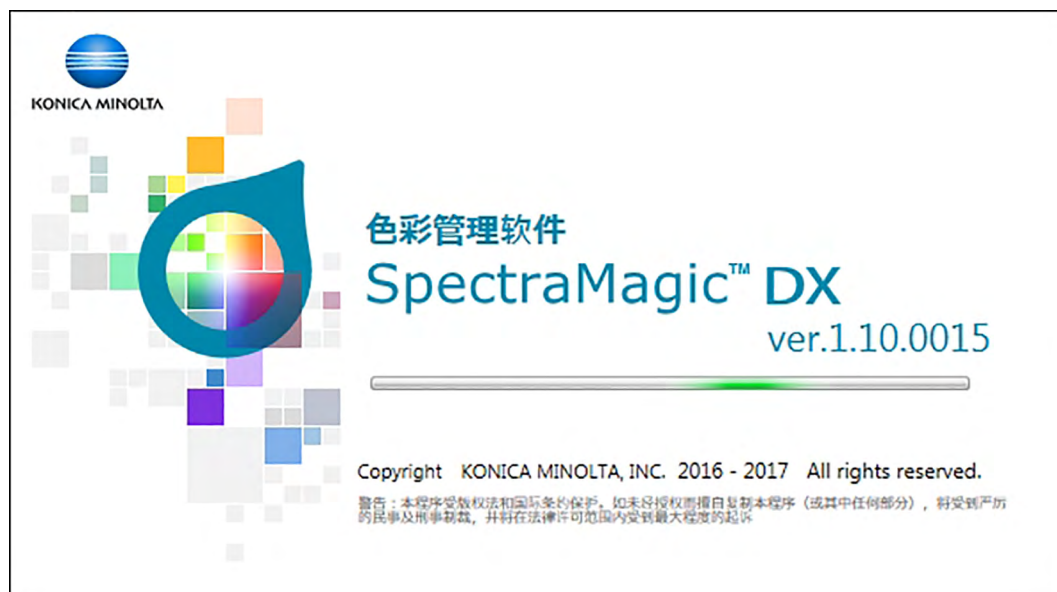 KONICA MINOLTA
色彩管理软件
SpectraMagic™ DX
ver.1.10.0015
Copyright KONICA MINOLTA, INC. 2016 - 2017 All rights reserved.
警告：本程序受版权法和国际条约保护。如未经授权而擅自复制本程序（或其中任何部分），将受到严厉
的民事及刑事制裁，并将在法律许可范围内受到最大程度的起诉